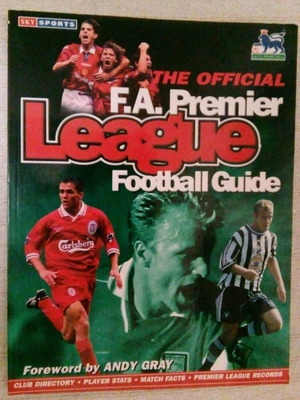 SKY SPORTS
THE OFFICIAL
F.A. Premier
League
Football Guide
Carlsberg
Foreword by ANDY GRAY
CLUB DIRECTORY • PLAYER STATS • MATCH FACTS • PREMIER LEAGUE RECORDS